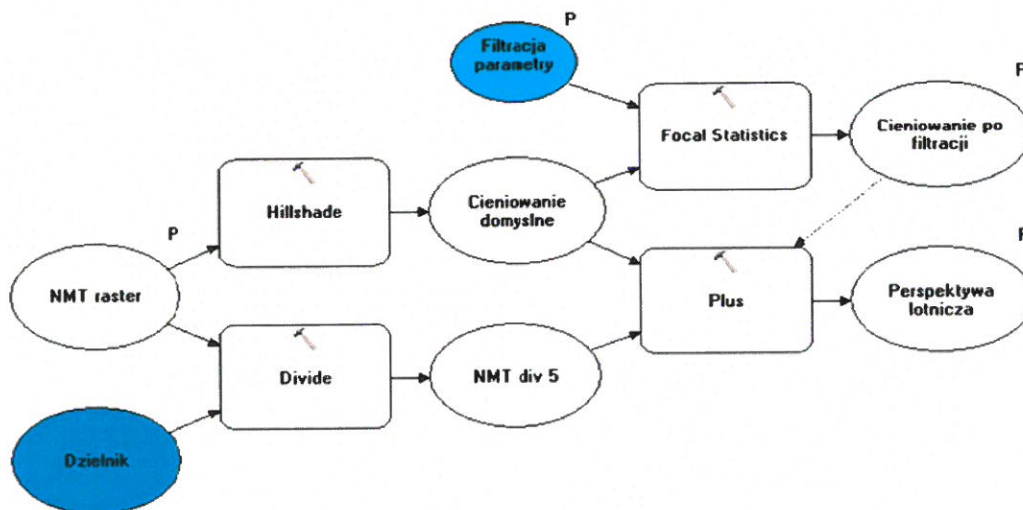 P
Filtracja
parametry
Focal Statistics
P
Cieniowanie po
filtracji
Hillshade
Cieniowanie
domyslne
P
NMT raster
Plus
P
Perspektywa
lotnicza
Divide
NMT div 5
Dzielnik